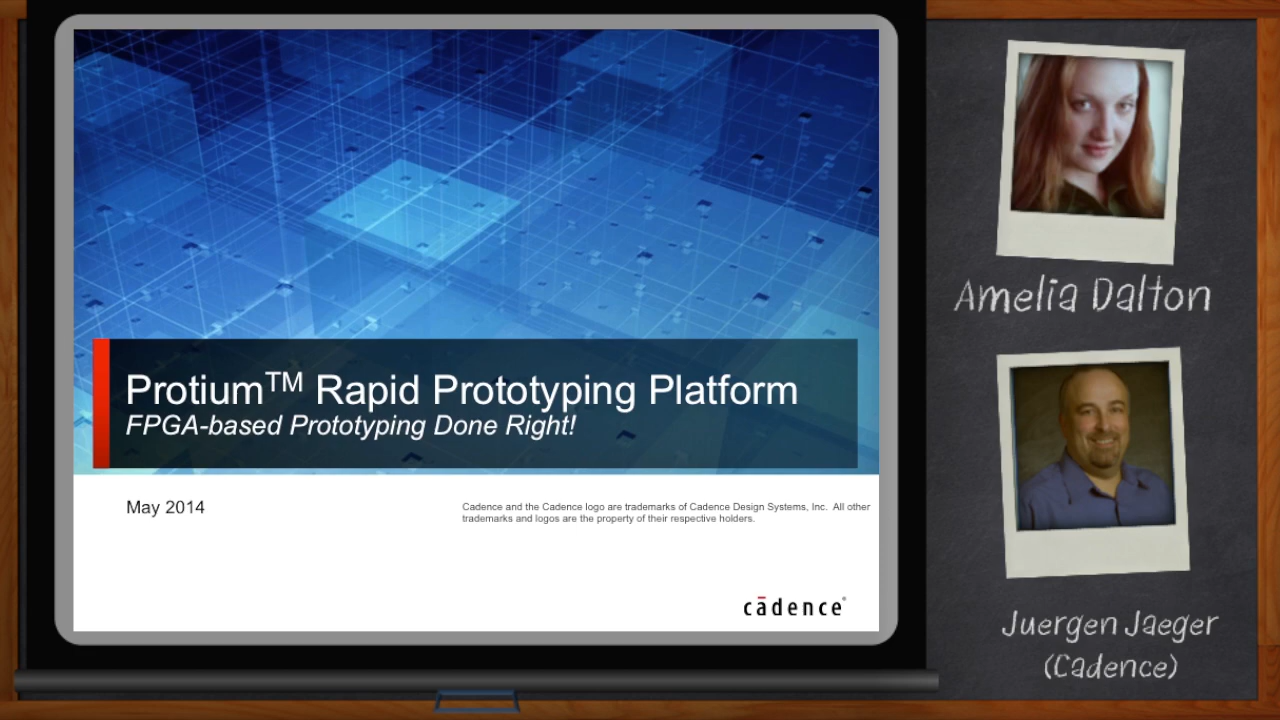 Protium™ Rapid Prototyping Platform
FPGA-based Prototyping Done Right!
May 2014
Cadence and the Cadence logo are trademarks of Cadence Design Systems, Inc.  All other
trademarks and logos are the property of their respective holders.
cādence®
Amelia Dalton
Juergen Jaeger
(Cadence)